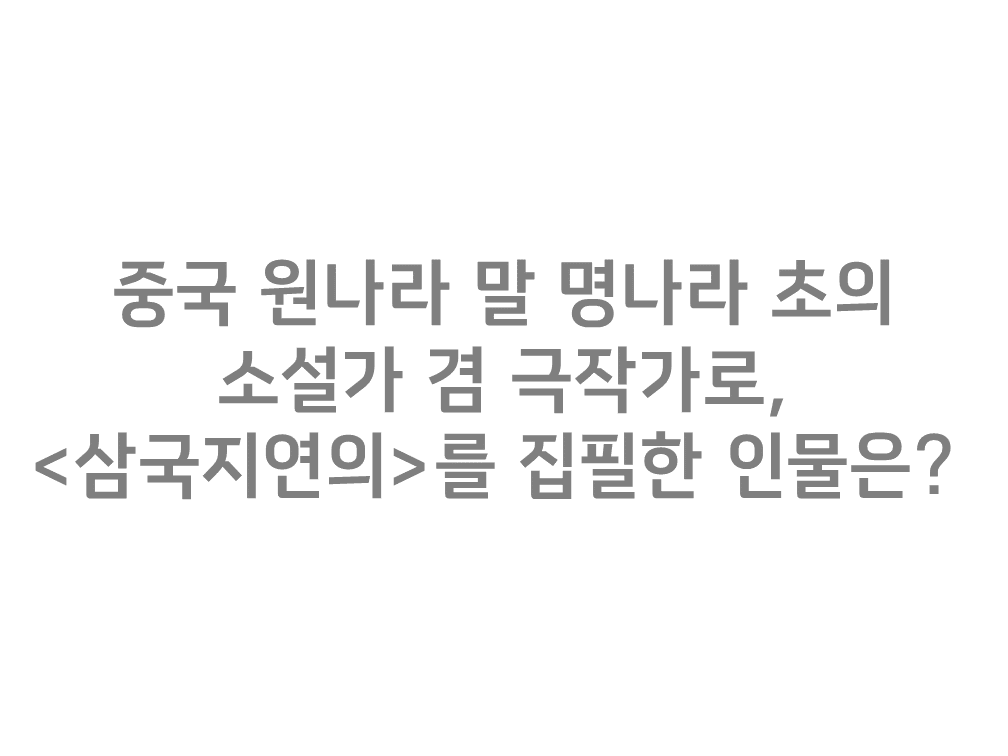 중국 원나라 말 명나라 초의
소설가 겸 극작가로,
<삼국지연의>를 집필한 인물은?